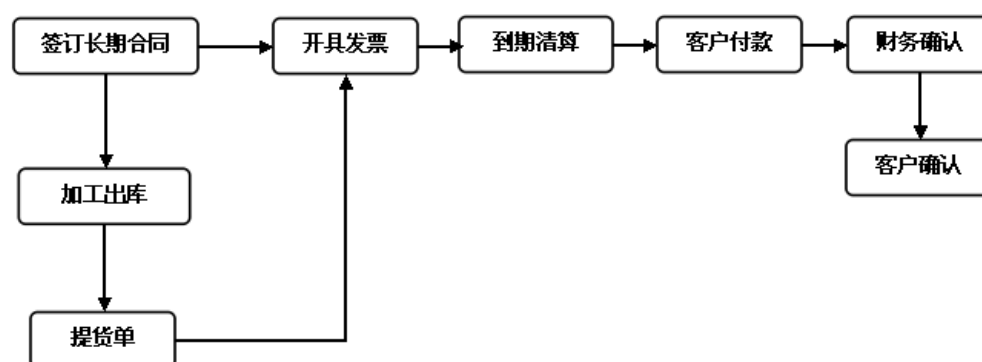 签订长期合同
开具发票
到期清算
客户付款
财务确认
客户确认
加工出库
提货单